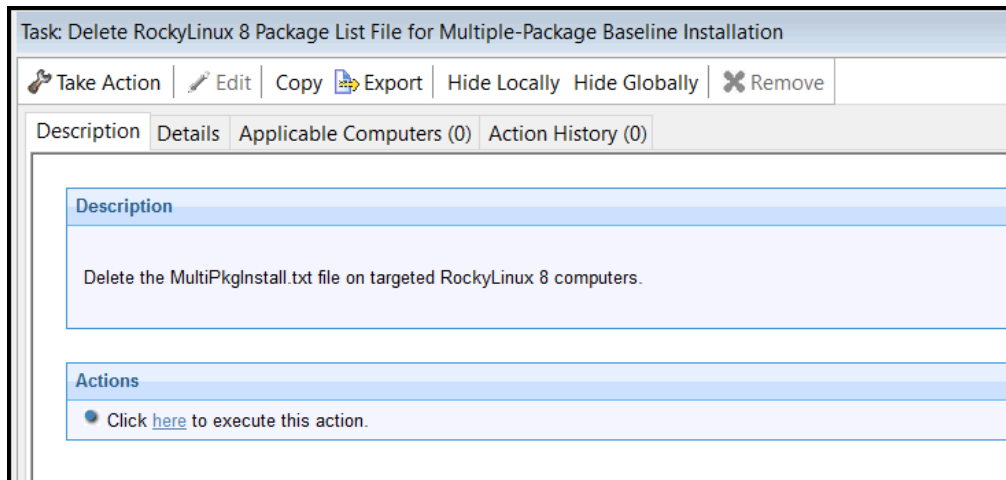 Task: Delete RockyLinux 8 Package List File for Multiple-Package Baseline Installation
Take Action Edit Copy Export Hide Locally Hide Globally Remove
Description Details Applicable Computers (0) Action History (0)
Description
Delete the MultiPkgInstall.txt file on targeted RockyLinux 8 computers.
Actions
Click here to execute this action.